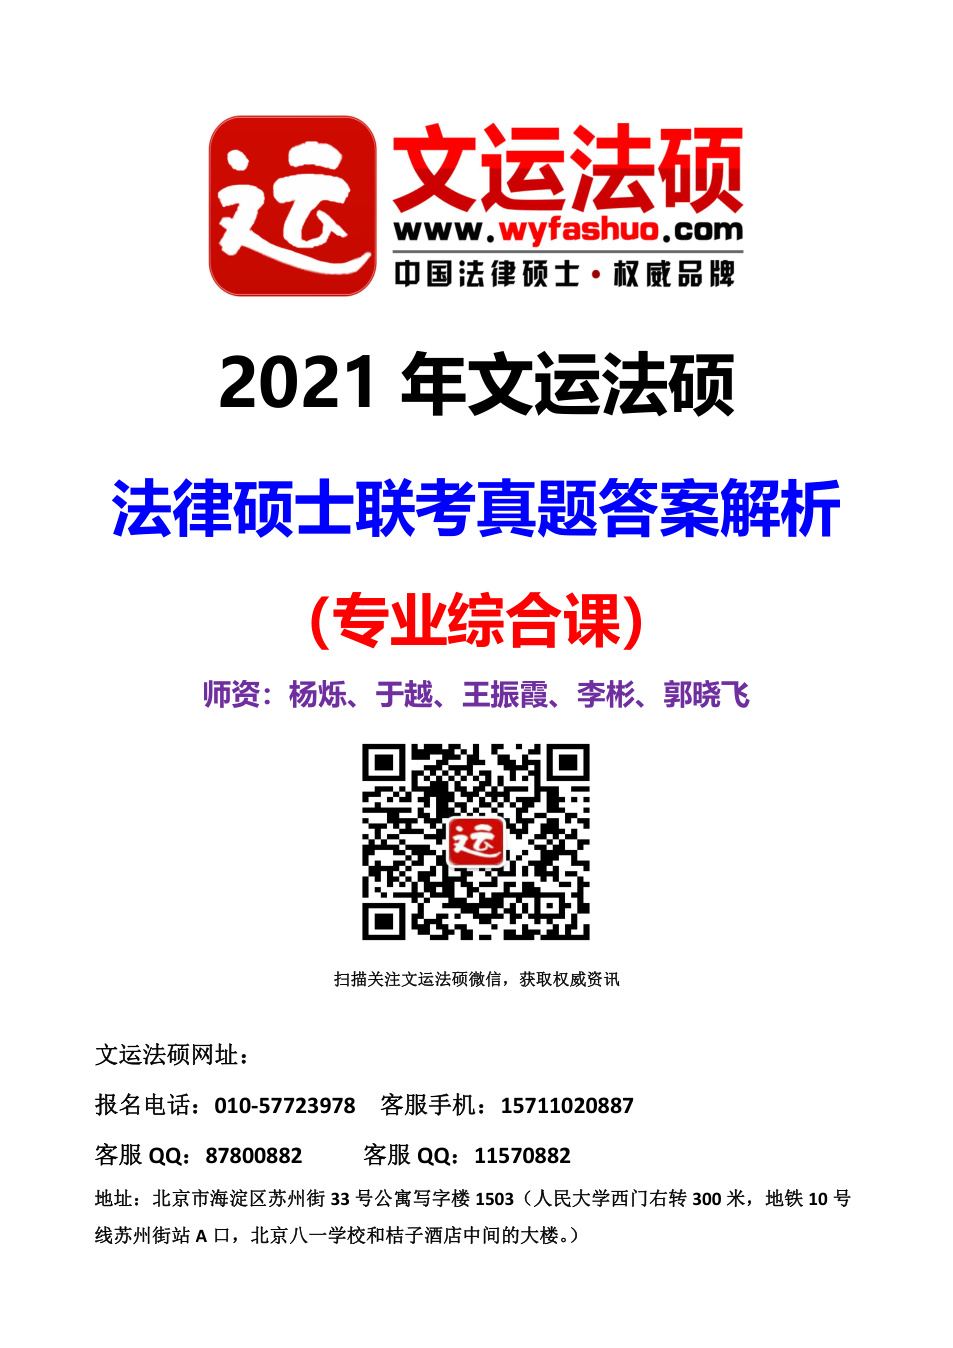 运 文运法硕
www.wyfashuo.com
中国法律硕士·权威品牌
2021 年文运法硕
法律硕士联考真题答案解析
（专业综合课）
师资：杨烁、于越、王振霞、李彬、郭晓飞
运
扫描关注文运法硕微信，获取权威资讯
文运法硕网址：
报名电话：010-57723978 客服手机：15711020887
客服 QQ：87800882 客服 QQ：11570882
地址：北京市海淀区苏州街 33 号公寓写字楼 1503（人民大学西门右转 300 米，地铁 10 号
线苏州街站 A 口，北京八一学校和桔子酒店中间的大楼。）